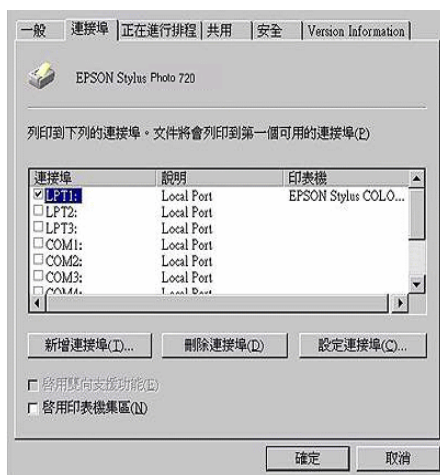 一般 連接埠 正在進行排程 共用 安全 Version Information
EPSON Stylus Photo 720
列印到下列的連接埠。文件將會列印到第一個可用的連接埠(P)
連接埠 說明 印表機
LPT1: Local Port EPSON Stylus COLO...
LPT2: Local Port
LPT3: Local Port
COM1: Local Port
COM2: Local Port
COM3: Local Port
COM4: Local Port
新增連接埠(T)... 刪除連接埠(D) 設定連接埠(C)...
啓用雙向支援功能(E)
啓用印表機集區(N)
確定 取消